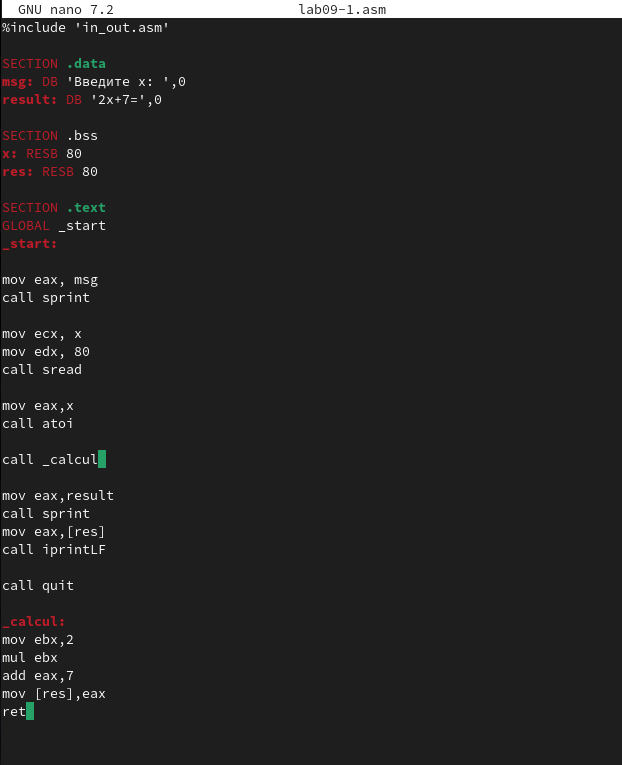 GNU nano 7.2 lab09-1.asm
%include 'in_out.asm'
SECTION .data
msg: DB 'Введите x: ',0
result: DB '2x+7=',0
SECTION .bss
x: RESB 80
res: RESB 80
SECTION .text
GLOBAL _start
_start:
mov eax, msg
call sprint
mov ecx, x
mov edx, 80
call sread
mov eax,x
call atoi
call _calcul
mov eax,result
call sprint
mov eax,[res]
call iprintLF
call quit
_calcul:
mov ebx,2
mul ebx
add eax,7
mov [res],eax
ret